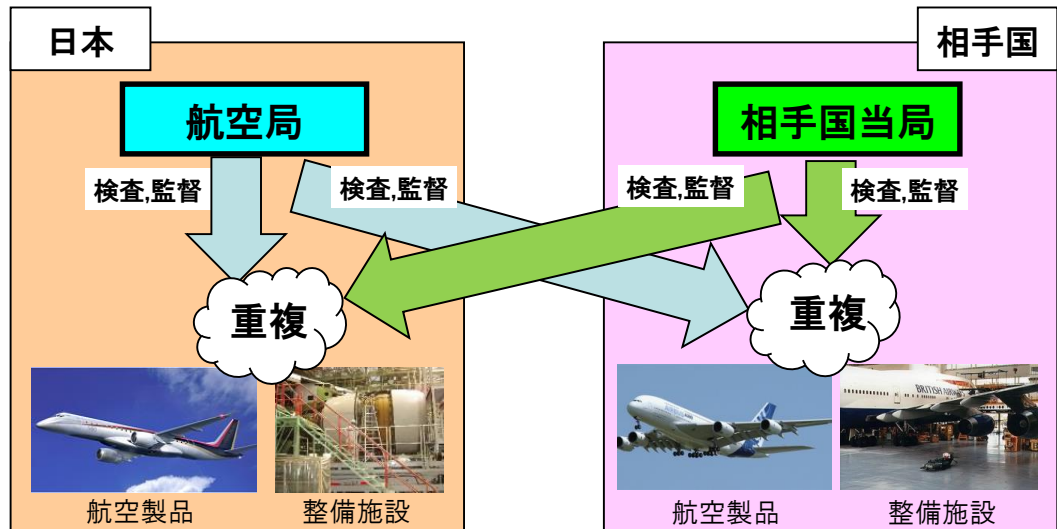 日本
相手国
航空局
相手国当局
検査,監督
検査,監督
検査,監督
検査,監督
重複
重複
BRITISH AIRWAYS
航空製品
整備施設
航空製品
整備施設